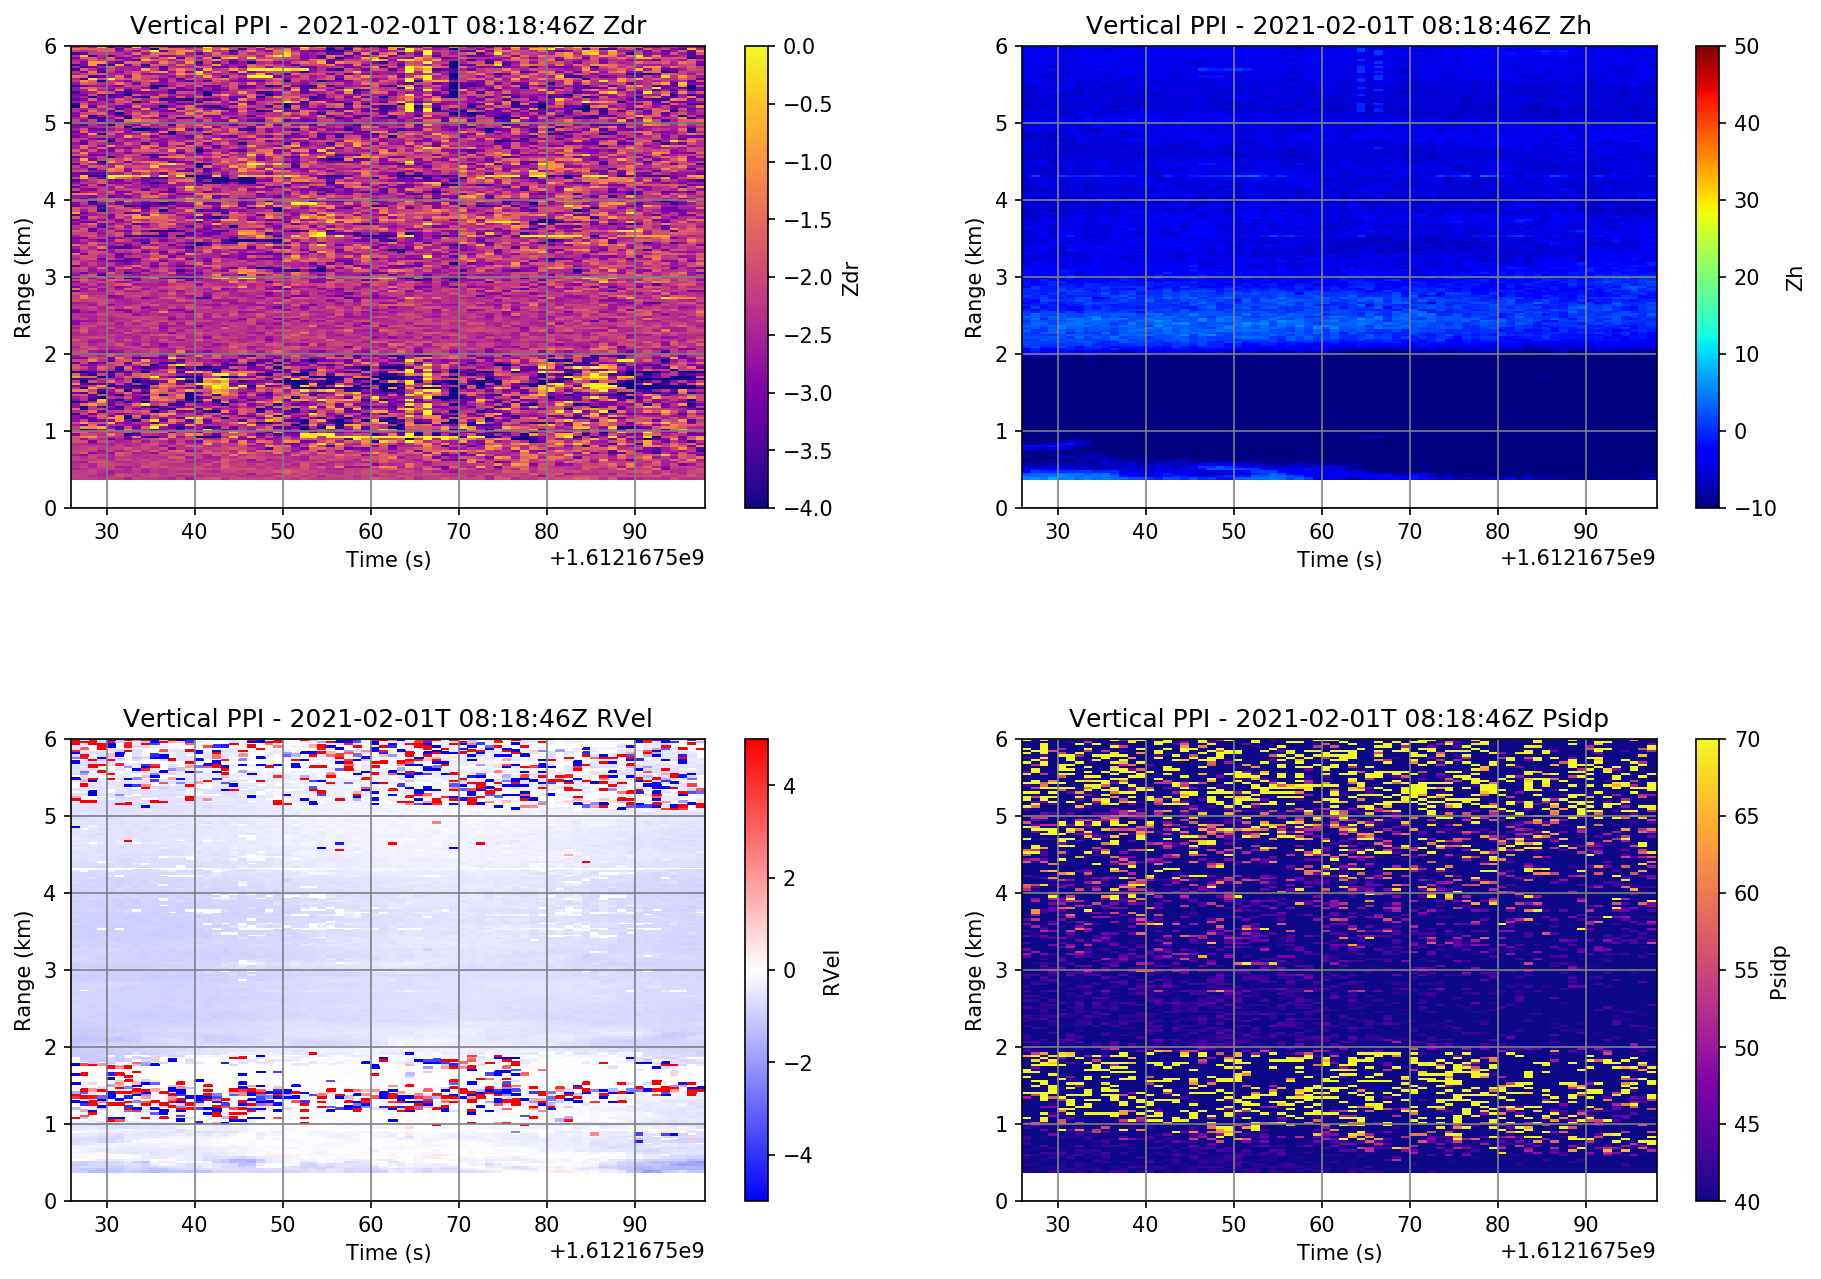 Vertical PPI - 2021-02-01T 08:18:46Z Zdr
6
5
4
3
2
1
0
Range (km)
30 40 50 60 70 80 90
Time (s)
+1.6121675e9
0.0
−0.5
−1.0
−1.5
−2.0
−2.5
−3.0
−3.5
−4.0
Zdr
Vertical PPI - 2021-02-01T 08:18:46Z Zh
6
5
4
3
2
1
0
Range (km)
30 40 50 60 70 80 90
Time (s)
+1.6121675e9
50
40
30
20
10
0
−10
Zh
Vertical PPI - 2021-02-01T 08:18:46Z RVel
6
5
4
3
2
1
0
Range (km)
30 40 50 60 70 80 90
Time (s)
+1.6121675e9
4
2
0
−2
−4
RVel
Vertical PPI - 2021-02-01T 08:18:46Z Psidp
6
5
4
3
2
1
0
Range (km)
30 40 50 60 70 80 90
Time (s)
+1.6121675e9
70
65
60
55
50
45
40
Psidp